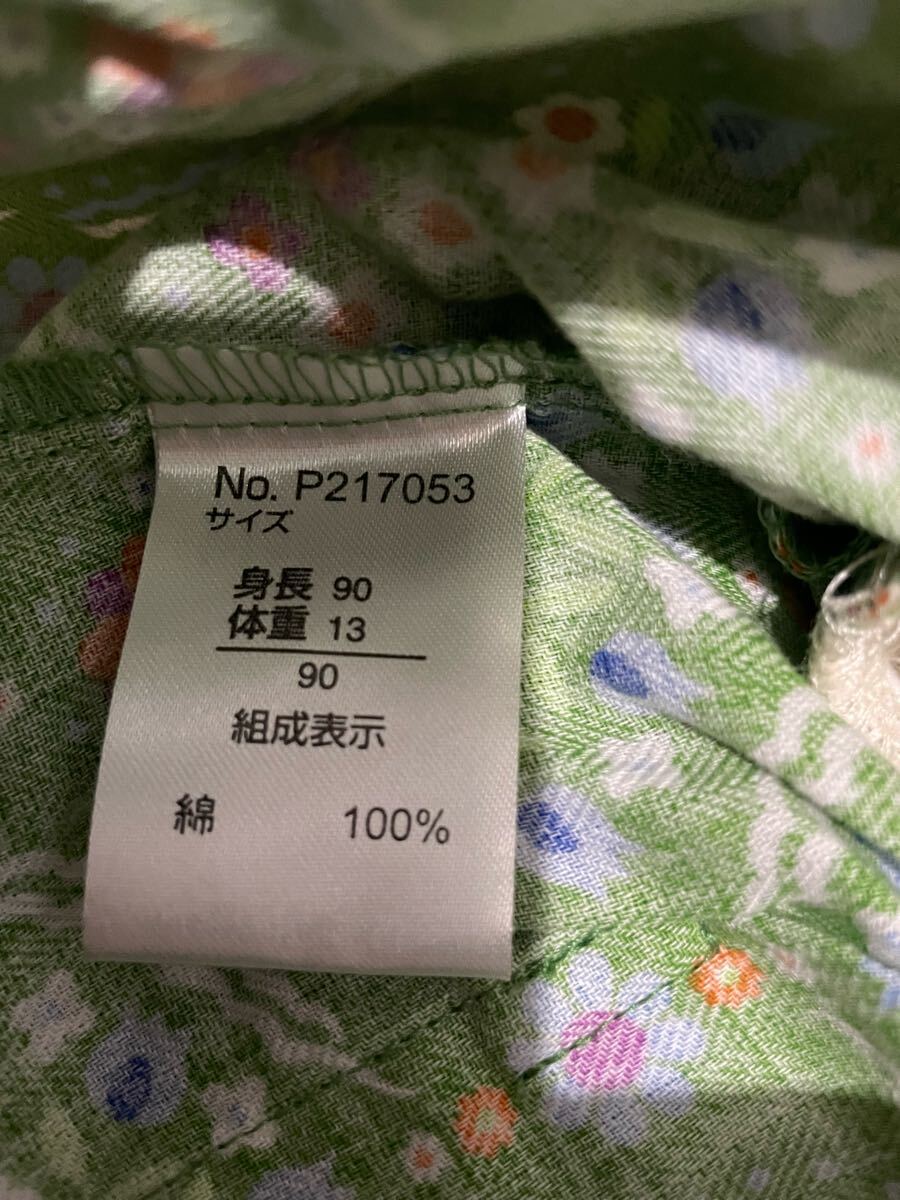 No. P217053
サイズ
身長 90
体重 13
90
組成表示
綿 100%